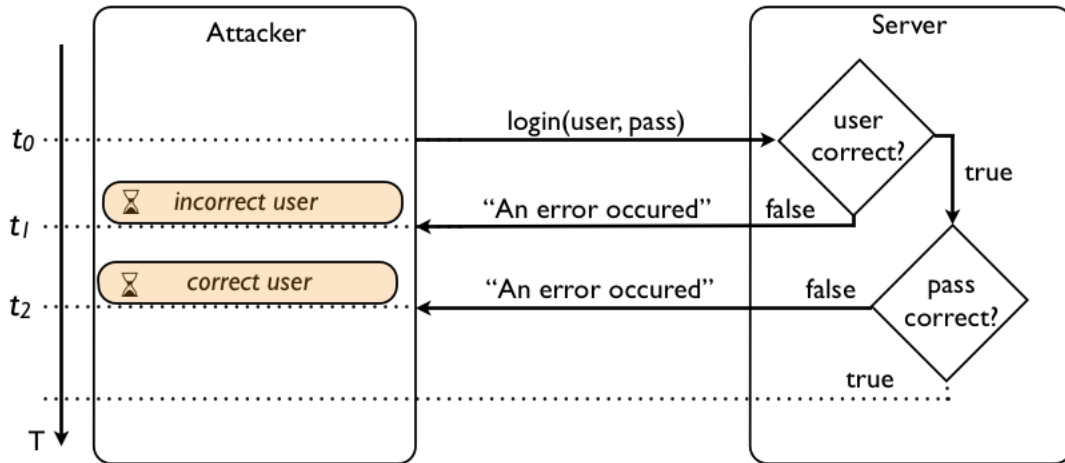 Attacker
Server
t0
login(user, pass)
user
correct?
true
incorrect user
t1
“An error occured”
false
correct user
t2
“An error occured”
false
pass
correct?
true
T